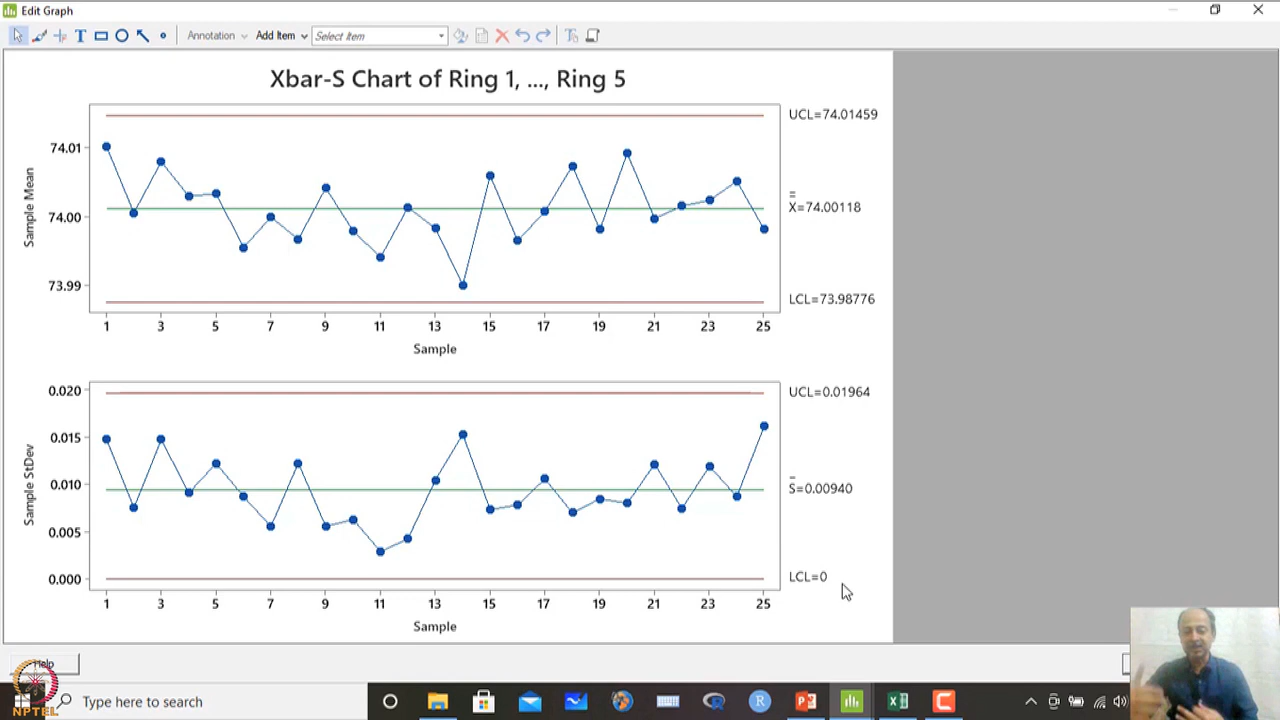 Edit Graph
T Annotation Add Item Select Item T
Xbar-S Chart of Ring 1, ..., Ring 5
UCL=74.01459
74.01
Sample Mean
74.00
X=74.00118
73.99
LCL=73.98776
1 3 5 7 9 11 13 15 17 19 21 23 25
Sample
0.020
UCL=0.01964
0.015
Sample StDev
0.010
S=0.00940
0.005
0.000
LCL=0
1 3 5 7 9 11 13 15 17 19 21 23 25
Sample
Help
NPTEL
Type here to search
R R P X C